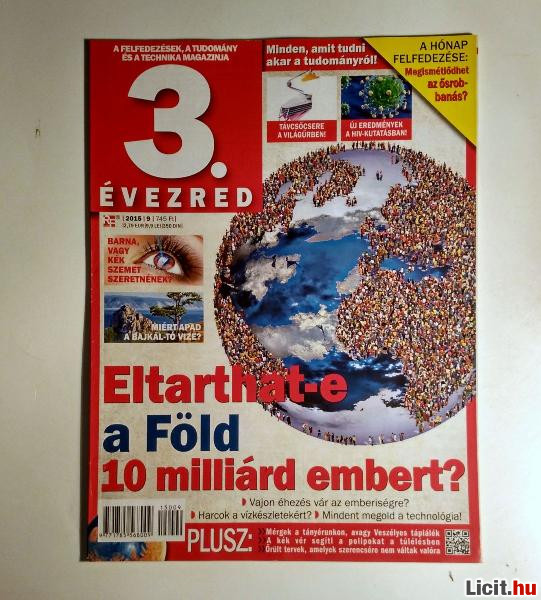 A FELFEDEZÉSEK, A TUDOMÁNY
ÉS A TECHNIKA MAGAZINJA
3.
ÉVEZRED
2015 | 9 | 745 Ft
Minden, amit tudni
akar a tudományról!
TÁVCSŐCSERE
A VILÁGŰRBEN!
ÚJ EREDMÉNYEK
A HIV-KUTATÁSBAN!
A HÓNAP
FELFEDEZÉSE:
Megismétlődhet
az ősrob-
banás?
BARNA,
VAGY
KÉK
SZEMET
SZERETNÉNEK?
MIÉRT APAD
A BAJKÁL-TÓ VIZE?
Eltarthat-e
a Föld
10 milliárd embert?
Vajon éhezés vár az emberiségre?
Harcok a vízkészletekért? Mindent megold a technológia!
15009
PLUSZ:
Mérgek a tányérunkon, avagy Veszélyes táplálék
A kék vér segíti a polipokat a túlélésben
Őrült tervek, amelyek szerencsére nem váltak valóra
Licit.hu